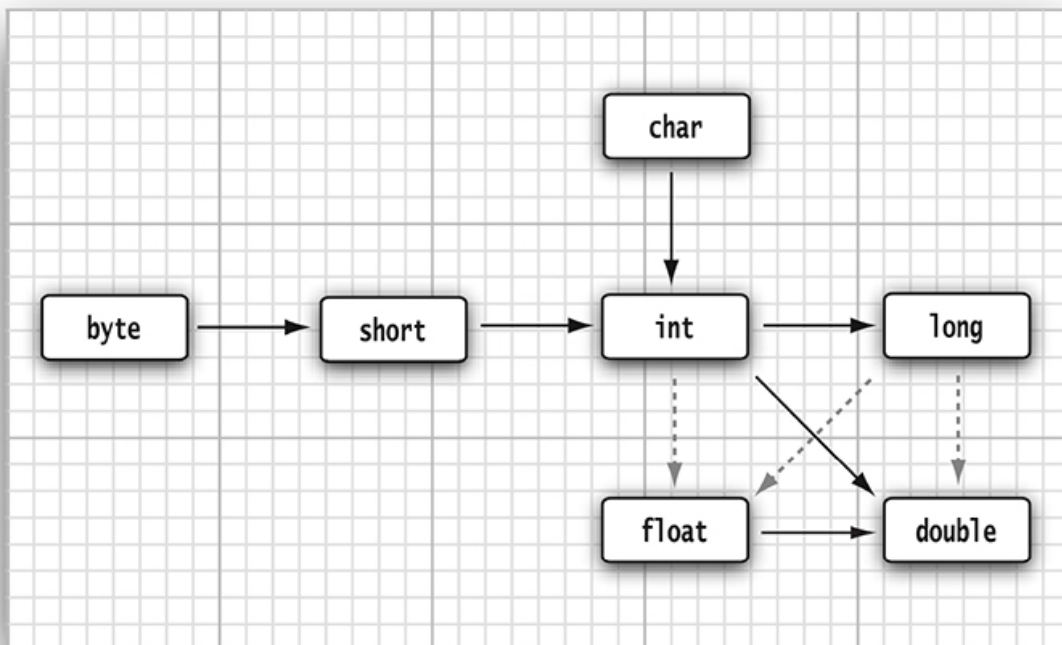 char
byte
short
int
long
float
double